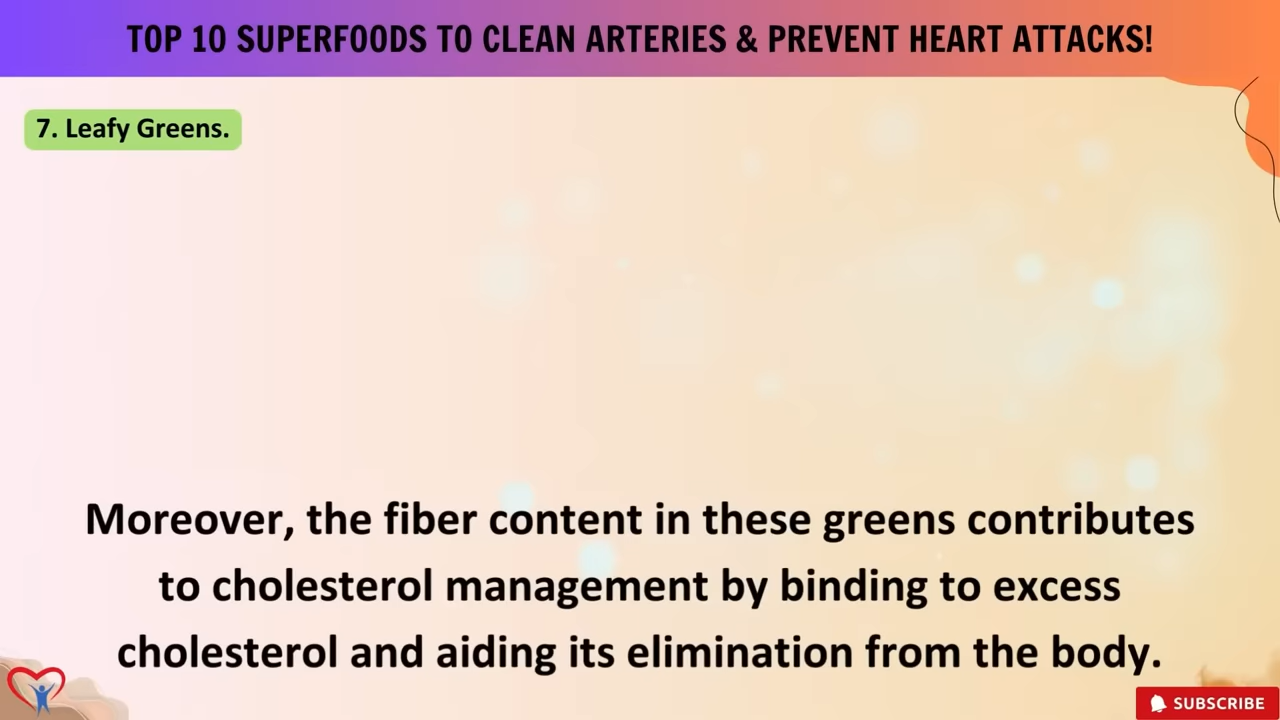 TOP 10 SUPERFOODS TO CLEAN ARTERIES & PREVENT HEART ATTACKS!
7. Leafy Greens.
Moreover, the fiber content in these greens contributes
to cholesterol management by binding to excess
cholesterol and aiding its elimination from the body.
SUBSCRIBE